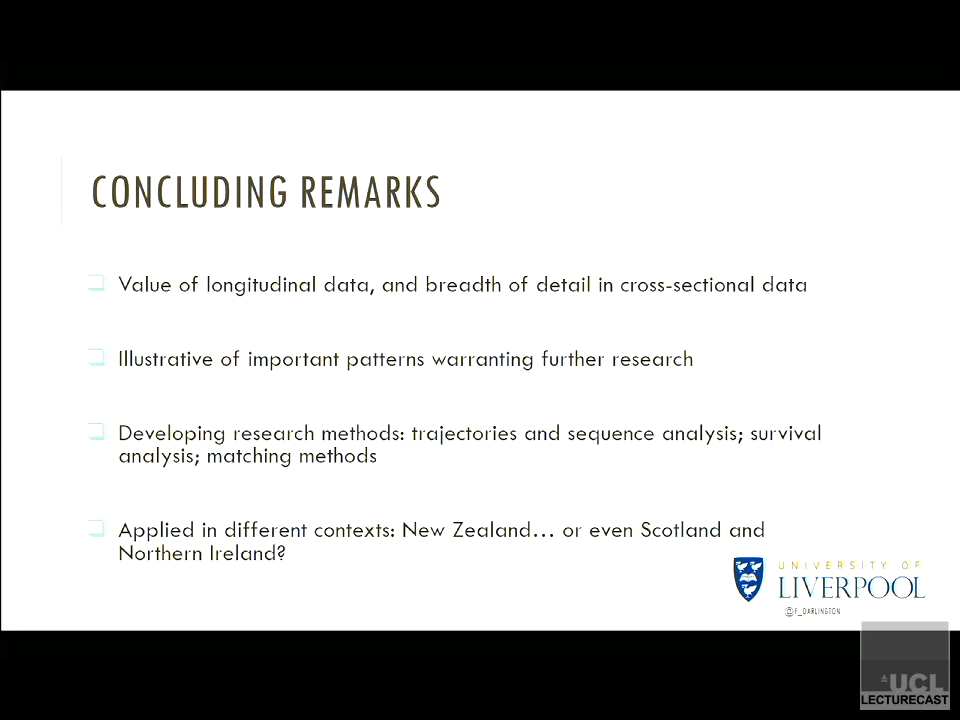 CONCLUDING REMARKS
Value of longitudinal data, and breadth of detail in cross-sectional data
Illustrative of important patterns warranting further research
Developing research methods: trajectories and sequence analysis; survival
analysis; matching methods
Applied in different contexts: New Zealand… or even Scotland and
Northern Ireland?
UNIVERSITY OF
LIVERPOOL
@F_DARLINGTON
UCL
LECTURECAST